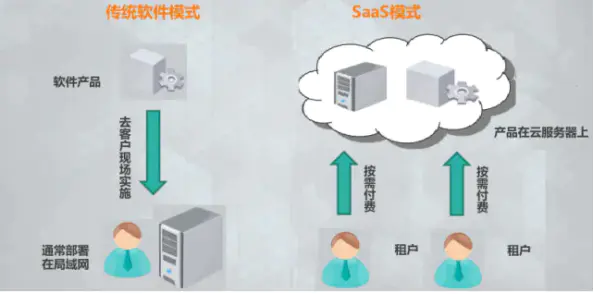 传统软件模式
SaaS模式
软件产品
去客户现场实施
通常部署
在局域网
产品在云服务器上
按需付费
按需付费
租户
租户